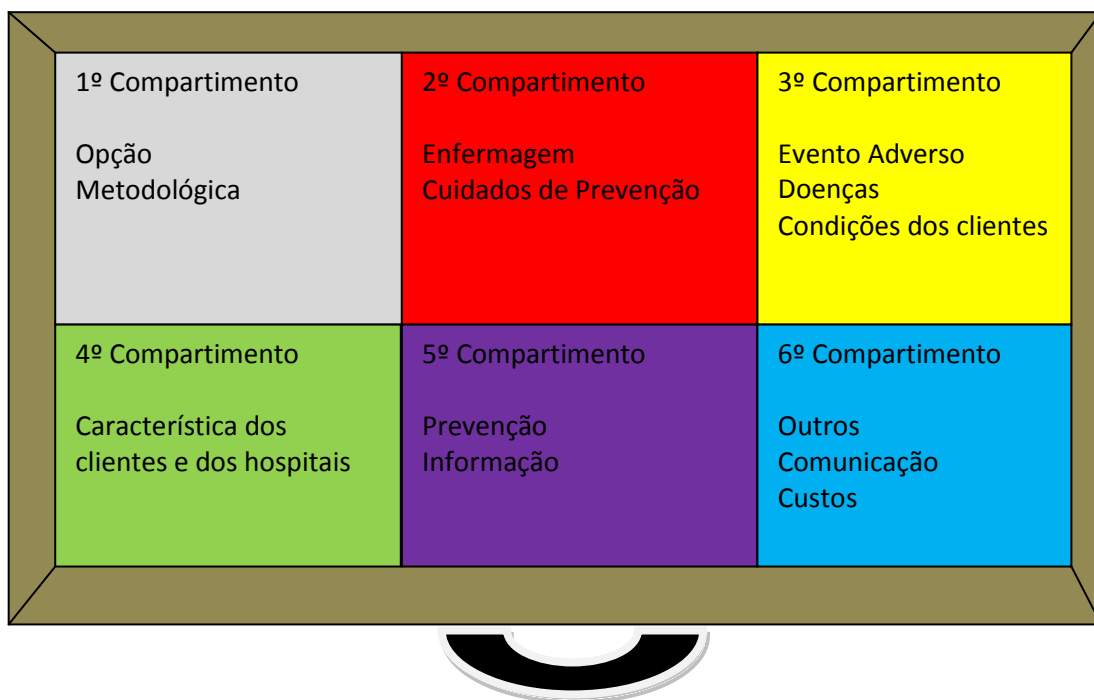 1º Compartimento
Opção
Metodológica
2º Compartimento
Enfermagem
Cuidados de Prevenção
3º Compartimento
Evento Adverso
Doenças
Condições dos clientes
4º Compartimento
Característica dos
clientes e dos hospitais
5º Compartimento
Prevenção
Informação
6º Compartimento
Outros
Comunicação
Custos